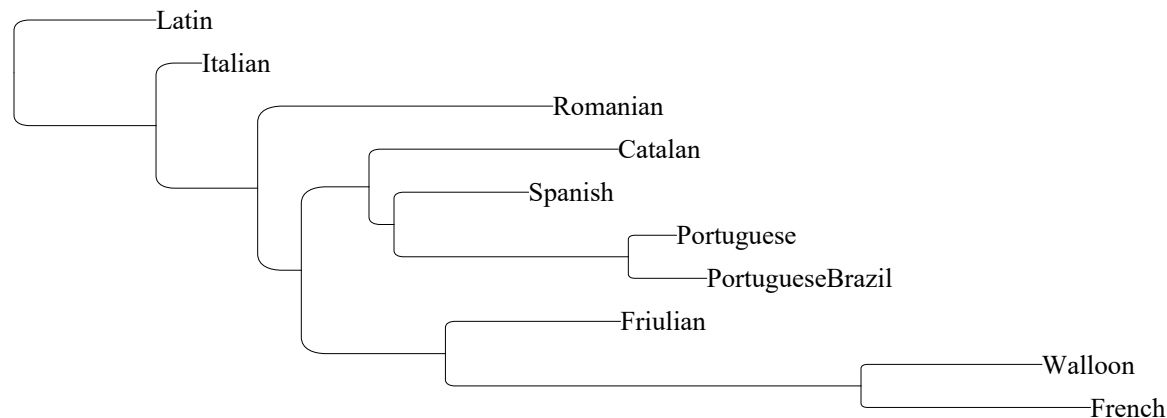 Latin
Italian
Romanian
Catalan
Spanish
Portuguese
PortugueseBrazil
Friulian
Walloon
French